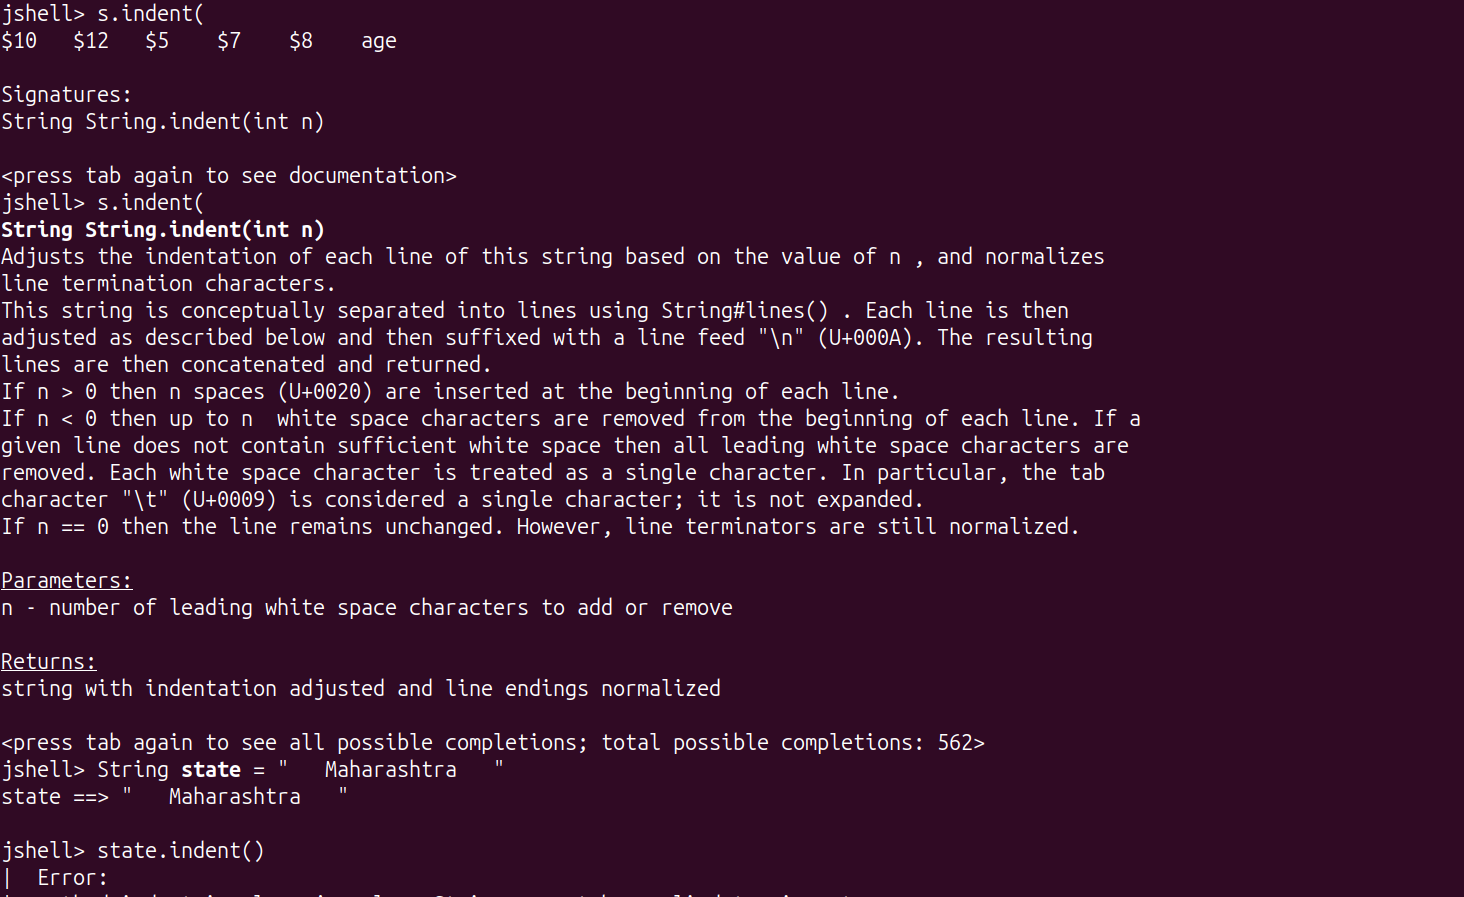 jshell> s.indent(
$10   $12   $5    $7    $8    age

Signatures:
String String.indent(int n)

<press tab again to see documentation>
jshell> s.indent(
String String.indent(int n)
Adjusts the indentation of each line of this string based on the value of n , and normalizes
line termination characters.
This string is conceptually separated into lines using String#lines() . Each line is then
adjusted as described below and then suffixed with a line feed "\n" (U+000A). The resulting
lines are then concatenated and returned.
If n > 0 then n spaces (U+0020) are inserted at the beginning of each line.
If n < 0 then up to n  white space characters are removed from the beginning of each line. If a
given line does not contain sufficient white space then all leading white space characters are
removed. Each white space character is treated as a single character. In particular, the tab
character "\t" (U+0009) is considered a single character; it is not expanded.
If n == 0 then the line remains unchanged. However, line terminators are still normalized.

Parameters:
n - number of leading white space characters to add or remove

Returns:
string with indentation adjusted and line endings normalized

<press tab again to see all possible completions; total possible completions: 562>
jshell> String state = "   Maharashtra   "
state ==> "   Maharashtra   "

jshell> state.indent()
|  Error: